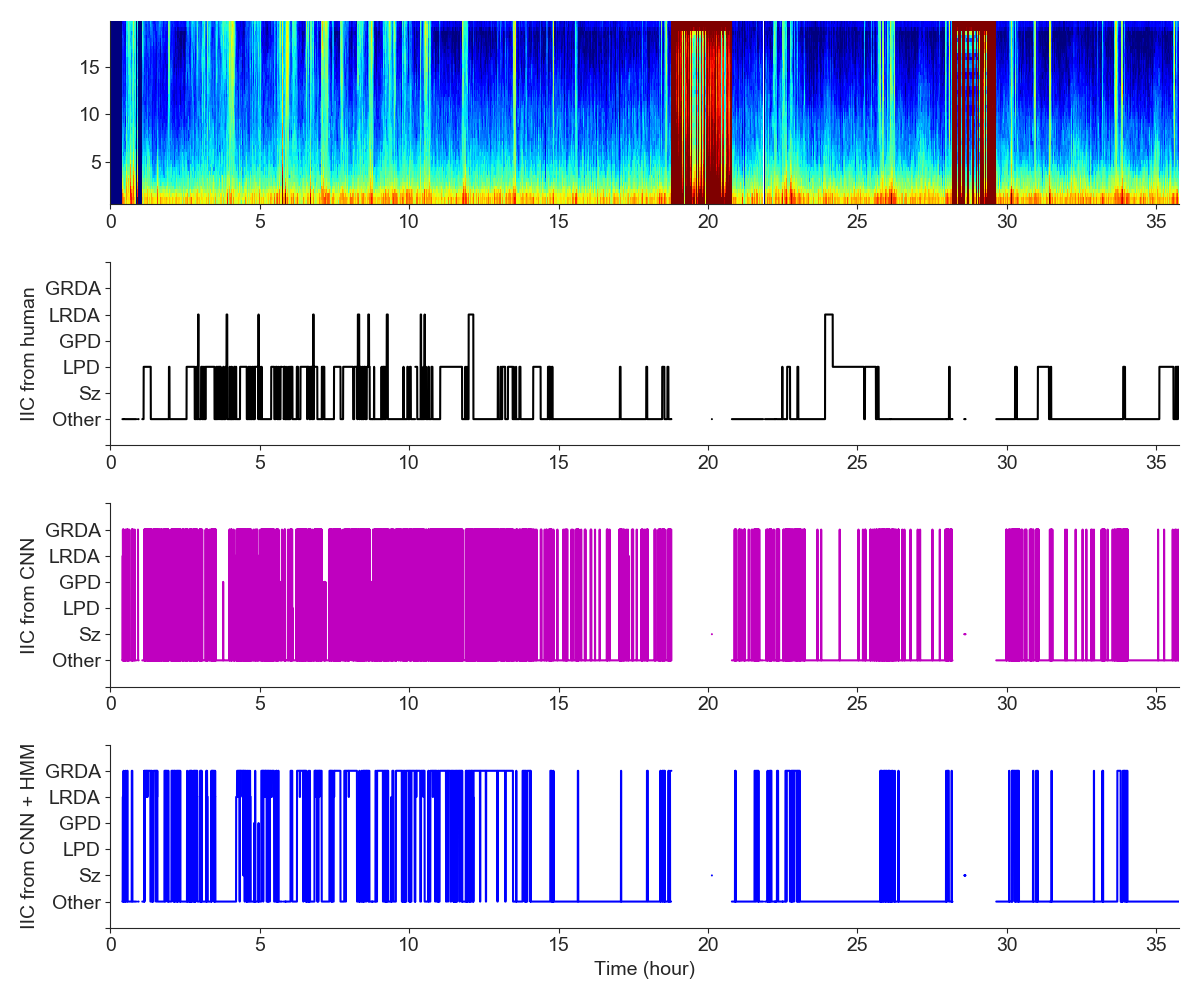 15
10
5
0 5 10 15 20 25 30 35
IIC from human
GRDA
LRDA
GPD
LPD
Sz
Other
0 5 10 15 20 25 30 35
IIC from CNN
GRDA
LRDA
GPD
LPD
Sz
Other
0 5 10 15 20 25 30 35
IIC from CNN + HMM
GRDA
LRDA
GPD
LPD
Sz
Other
0 5 10 15 20 25 30 35
Time (hour)